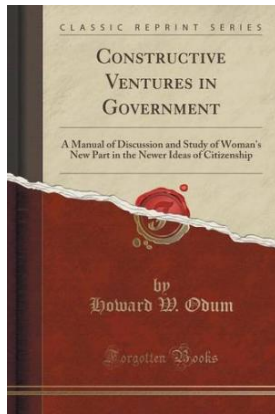 CLASSIC REPRINT SERIES
CONSTRUCTIVE
VENTURES IN
GOVERNMENT
A Manual of Discussion and Study of Woman's
New Part in the Newer Ideas of Citizenship
by
Howard W. Odum
Forgotten Books